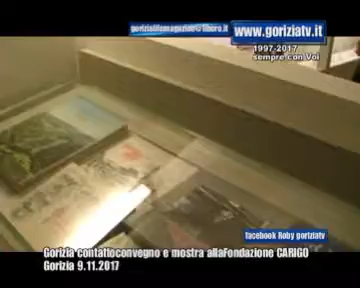 gorizialifemagazine@libero.it
www.goriziatv.it
1997-2017
sempre con Voi
facebook Roby goriziatv
Gorizia contattoconvegno e mostra allaFondazione CARIGO
Gorizia 9.11.2017